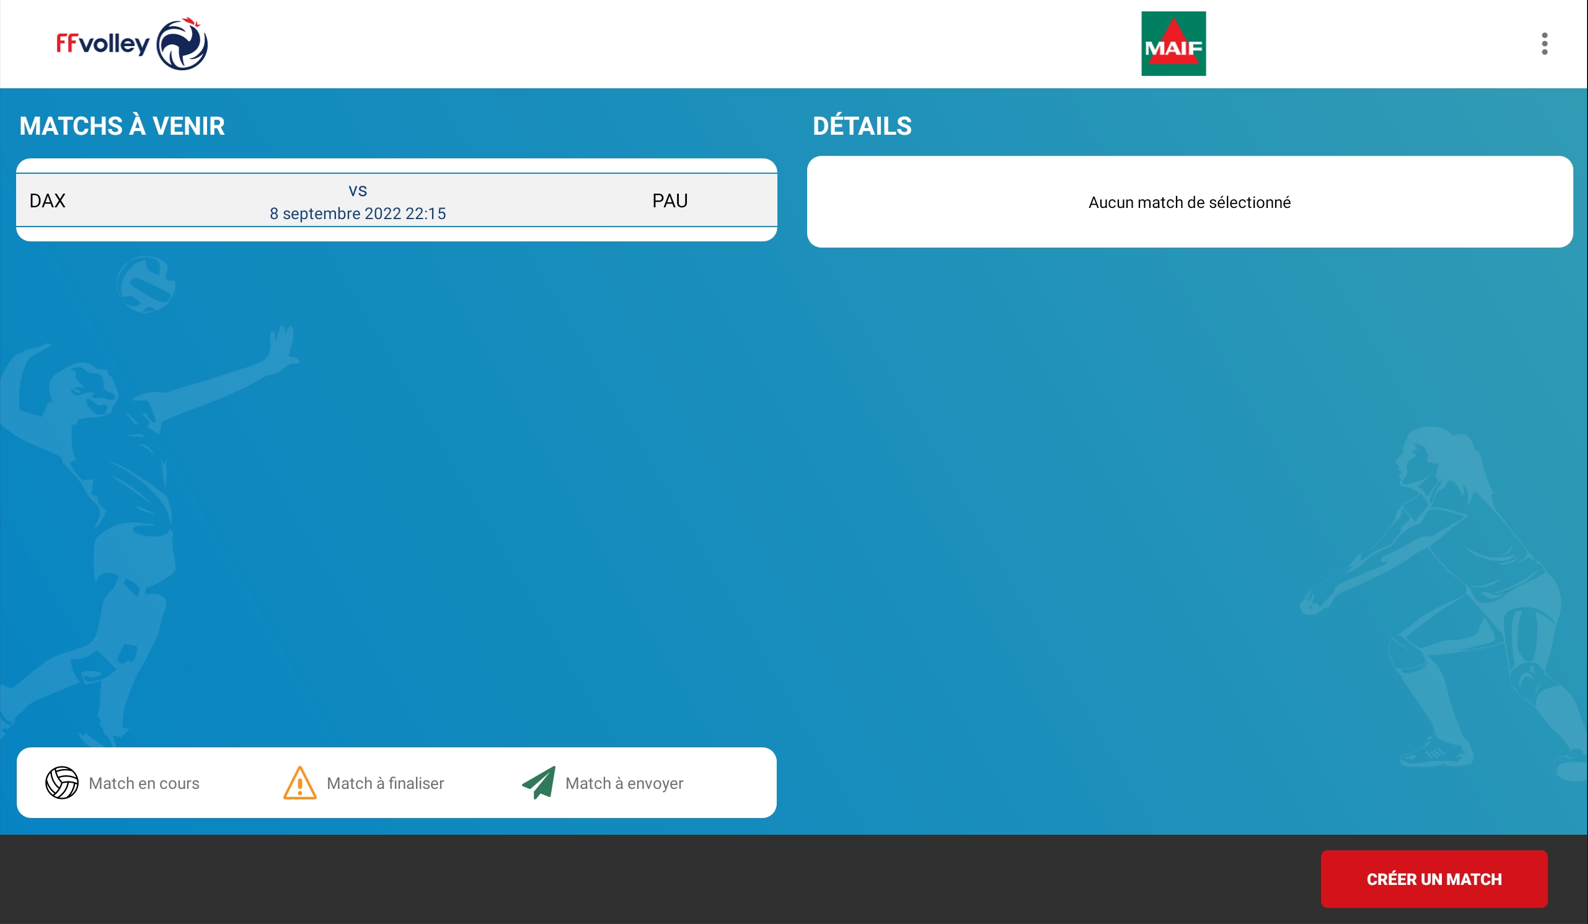 FFvolley
MAIF
MATCHS À VENIR
DÉTAILS
DAX
vs
8 septembre 2022 22:15
PAU
Aucun match de sélectionné
Match en cours
Match à finaliser
Match à envoyer
CRÉER UN MATCH